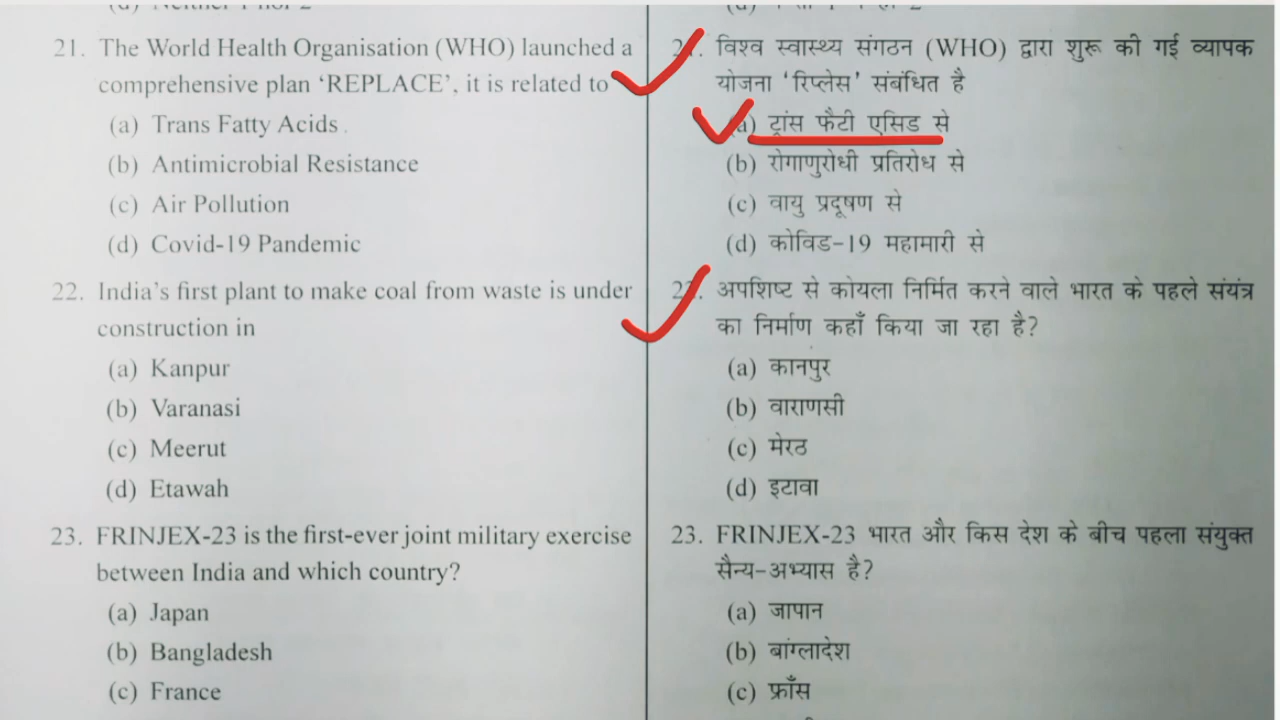 21. The World Health Organisation (WHO) launched a
comprehensive plan ‘REPLACE’, it is related to
(a) Trans Fatty Acids
(b) Antimicrobial Resistance
(c) Air Pollution
(d) Covid-19 Pandemic
22. India’s first plant to make coal from waste is under
construction in
(a) Kanpur
(b) Varanasi
(c) Meerut
(d) Etawah
23. FRINJEX-23 is the first-ever joint military exercise
between India and which country?
(a) Japan
(b) Bangladesh
(c) France
विश्व स्वास्थ्य संगठन (WHO) द्वारा शुरू की गई व्यापक
योजना ‘रिप्लेस’ संबंधित है
(a) ट्रांस फैटी एसिड से
(b) रोगाणुरोधी प्रतिरोध से
(c) वायु प्रदूषण से
(d) कोविड-19 महामारी से
अपशिष्ट से कोयला निर्मित करने वाले भारत के पहले संयंत्र
का निर्माण कहाँ किया जा रहा है?
(a) कानपुर
(b) वाराणसी
(c) मेरठ
(d) इटावा
23. FRINJEX-23 भारत और किस देश के बीच पहला संयुक्त
सैन्य-अभ्यास है?
(a) जापान
(b) बांग्लादेश
(c) फ्राँस